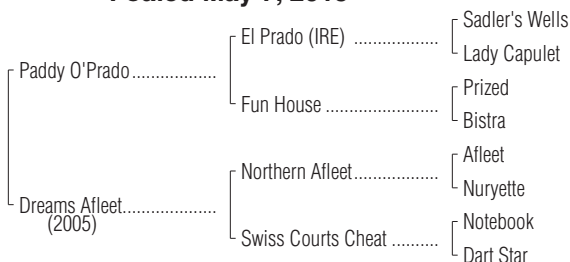 Sadler's Wells
El Prado (IRE) ..................
Lady Capulet
Paddy O'Prado..................
Prized
Fun House ........................
Bistra
Afleet
Northern Afleet..................
Nuryette
Dreams Afleet....................
(2005)
Notebook
Swiss Courts Cheat ..........
Dart Star